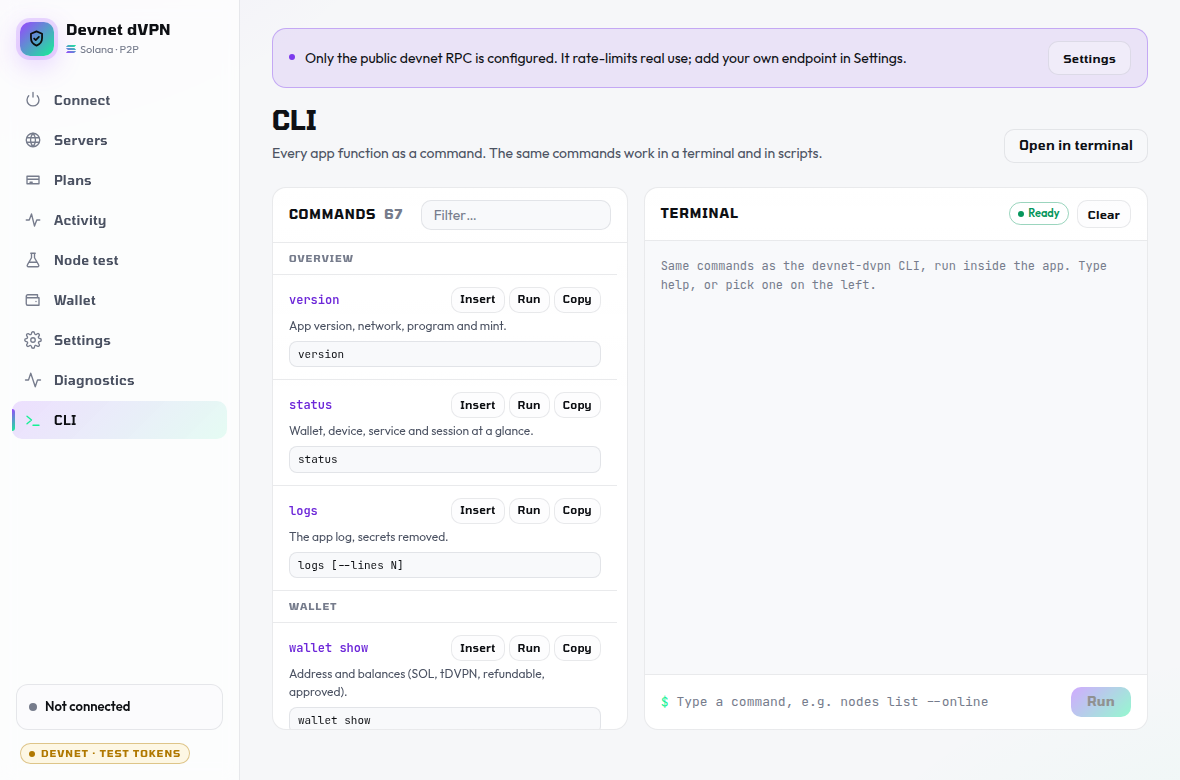 Devnet dVPN
Solana · P2P
Connect
Servers
Plans
Activity
Node test
Wallet
Settings
Diagnostics
CLI
Not connected
DEVNET · TEST TOKENS
Only the public devnet RPC is configured. It rate-limits real use; add your own endpoint in Settings.
Settings
CLI
Every app function as a command. The same commands work in a terminal and in scripts.
Open in terminal
COMMANDS 67
Filter…
OVERVIEW
version Insert Run Copy
App version, network, program and mint.
version
status Insert Run Copy
Wallet, device, service and session at a glance.
status
logs Insert Run Copy
The app log, secrets removed.
logs [--lines N]
WALLET
wallet show Insert Run Copy
Address and balances (SOL, tDVPN, refundable,
approved).
wallet show
TERMINAL
Ready
Clear
Same commands as the devnet-dvpn CLI, run inside the app. Type
help, or pick one on the left.
$ Type a command, e.g. nodes list --online
Run